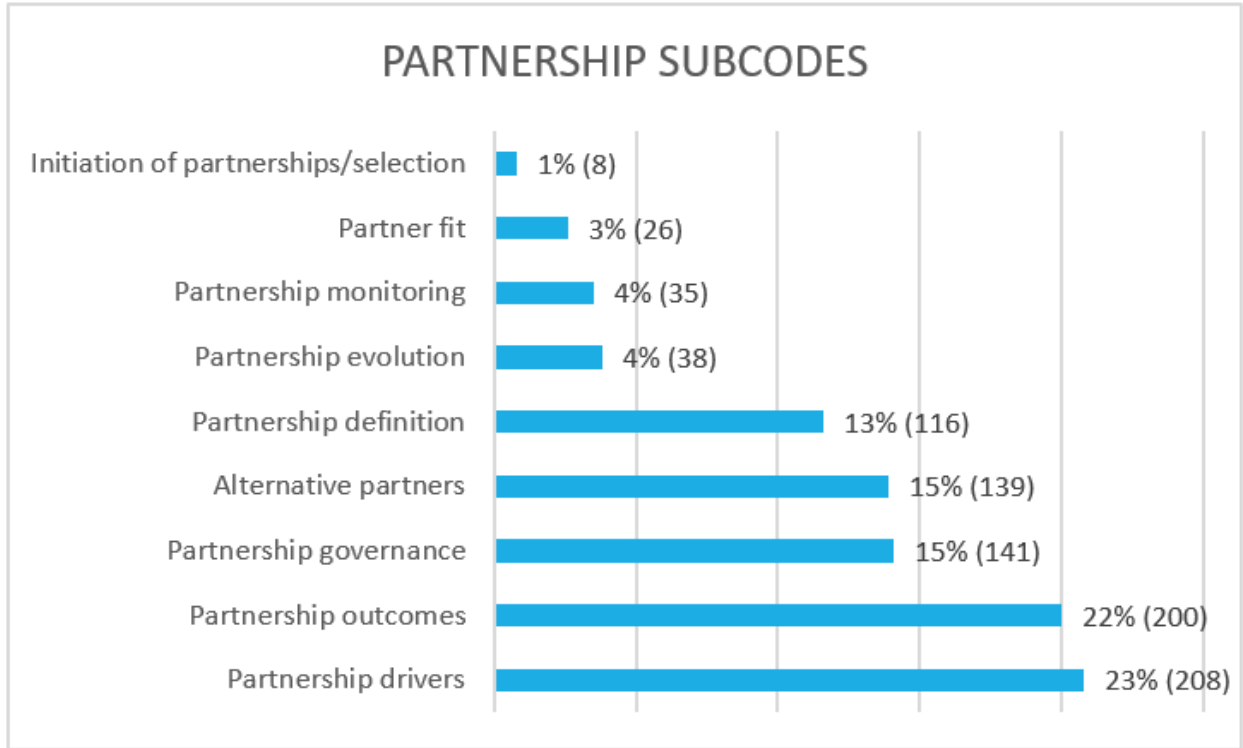 PARTNERSHIP SUBCODES
Initiation of partnerships/selection 1% (8)
Partner fit 3% (26)
Partnership monitoring 4% (35)
Partnership evolution 4% (38)
Partnership definition 13% (116)
Alternative partners 15% (139)
Partnership governance 15% (141)
Partnership outcomes 22% (200)
Partnership drivers 23% (208)